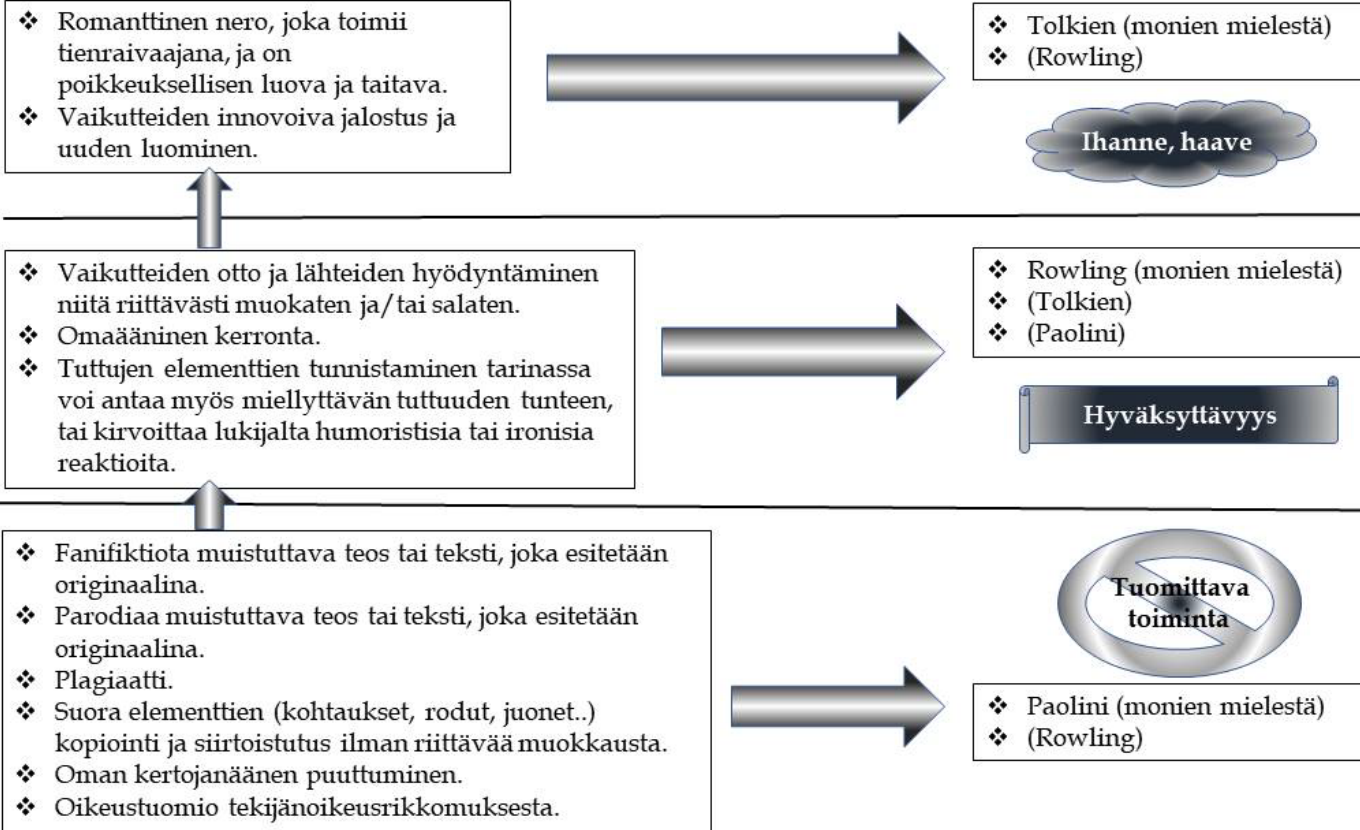 ❖ Romanttinen nero, joka toimii
tienraivaajana, ja on
poikkeuksellisen luova ja taitava.
❖ Vaikutteiden innovoiva jalostus ja
uuden luominen.
❖ Tolkien (monien mielestä)
❖ (Rowling)
Ihanne, haave
❖ Vaikutteiden otto ja lähteiden hyödyntäminen
niitä riittävästi muokaten ja/tai salaten.
❖ Omaääninen kerronta.
❖ Tuttujen elementtien tunnistaminen tarinassa
voi antaa myös miellyttävän tuttuuden tunteen,
tai kirvoittaa lukijalta humoristisia tai ironisia
reaktioita.
❖ Rowling (monien mielestä)
❖ (Tolkien)
❖ (Paolini)
Hyväksyttävyys
❖ Fanifiktiota muistuttava teos tai teksti, joka esitetään
originaalina.
❖ Parodiaa muistuttava teos tai teksti, joka esitetään
originaalina.
❖ Plagiaatti.
❖ Suora elementtien (kohtaukset, rodut, juonet..)
kopiointi ja siirtoistutus ilman riittävää muokkausta.
❖ Oman kertojanäänen puuttuminen.
❖ Oikeustuomio tekijänoikeusrikkomuksesta.
Tuomittava
toiminta
❖ Paolini (monien mielestä)
❖ (Rowling)